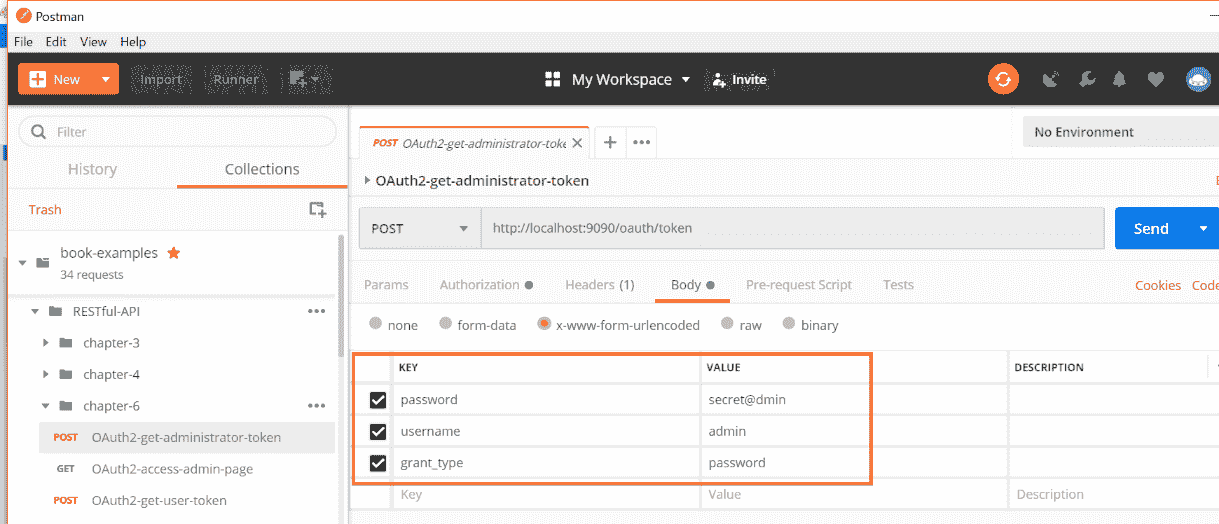 Postman
File Edit View Help
New Import Runner My Workspace Invite
Filter
No Environment
POST OAuth2-get-administrator-toke
History Collections
OAuth2-get-administrator-token
Trash
POST http://localhost:9090/oauth/token Send
book-examples
34 requests
Params Authorization Headers (1) Body Pre-request Script Tests Cookies Code
RESTful-API
none form-data x-www-form-urlencoded raw binary
chapter-3
KEY VALUE DESCRIPTION
chapter-4
password secret@dmin
chapter-6
username admin
POST OAuth2-get-administrator-token
grant_type password
GET OAuth2-access-admin-page
Key Value Description
POST OAuth2-get-user-token